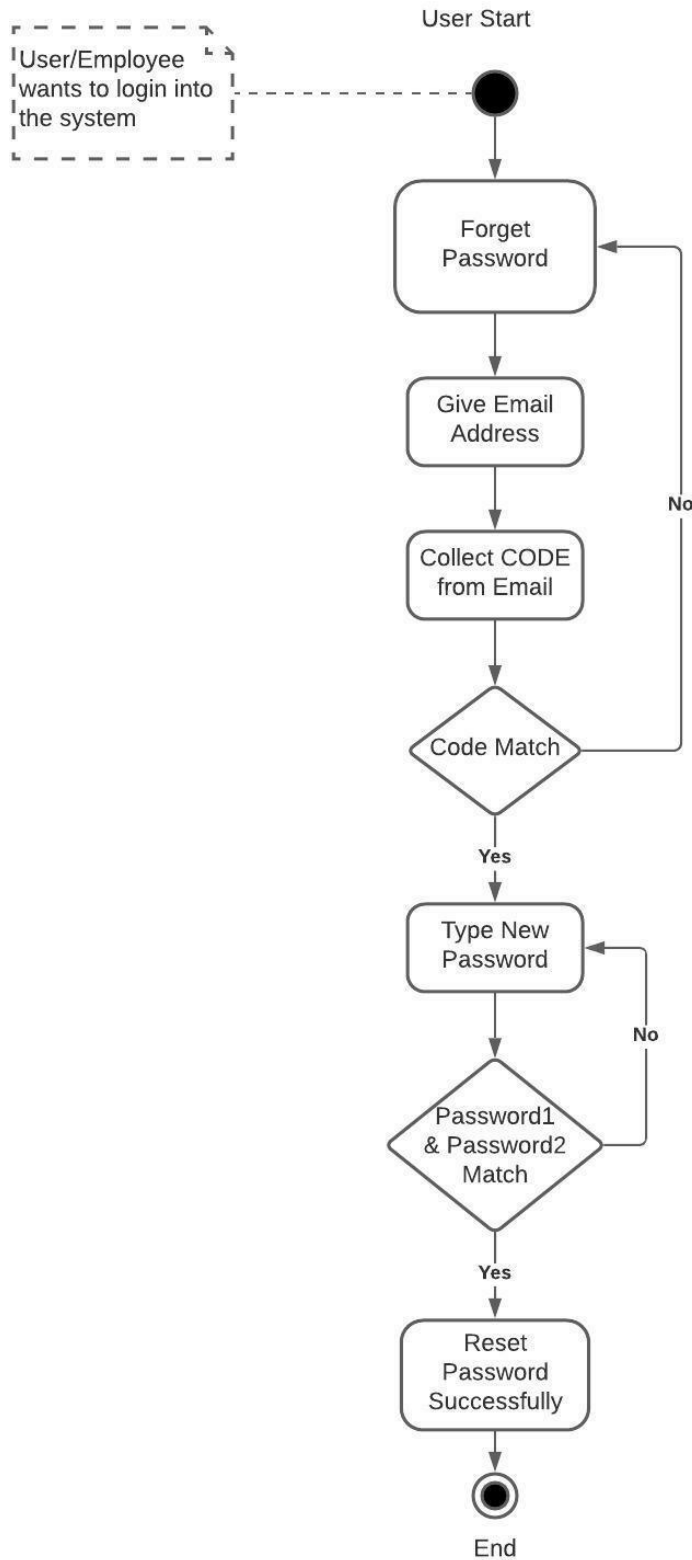 User Start
User/Employee
wants to login into
the system
Forget
Password
Give Email
Address
No
Collect CODE
from Email
Code Match
Yes
Type New
Password
No
Password1
& Password2
Match
Yes
Reset
Password
Successfully
End